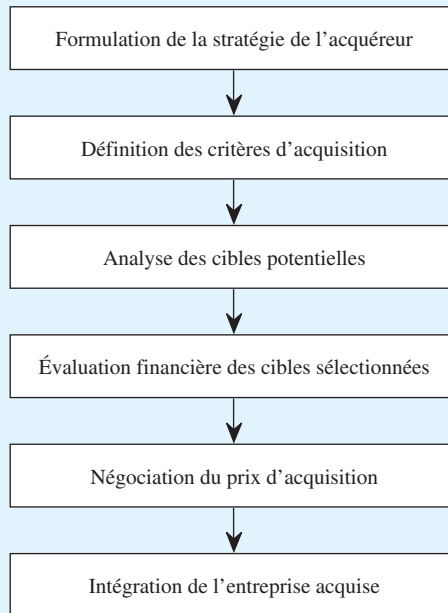 Formulation de la stratégie de l’acquéreur
Définition des critères d’acquisition
Analyse des cibles potentielles
Évaluation financière des cibles sélectionnées
Négociation du prix d’acquisition
Intégration de l’entreprise acquise